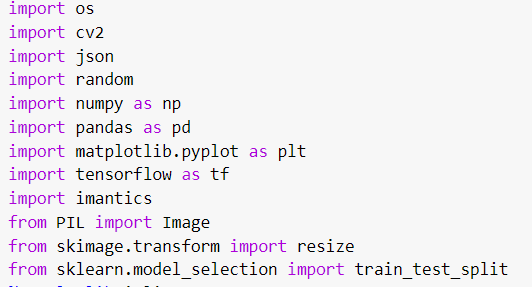 import os
import cv2
import json
import random
import numpy as np
import pandas as pd
import matplotlib.pyplot as plt
import tensorflow as tf
import imantics
from PIL import Image
from skimage.transform import resize
from sklearn.model_selection import train_test_split